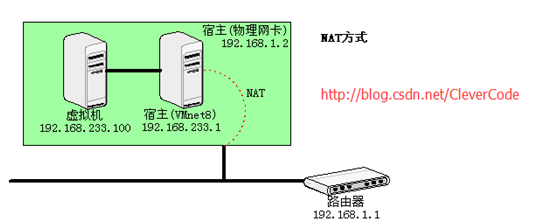 宿主(物理网卡)
192.168.1.2
NAT方式
NAT
http://blog.csdn.net/CleverCode
虚拟机
192.168.233.100
宿主(VMnet8)
192.168.233.1
路由器
192.168.1.1